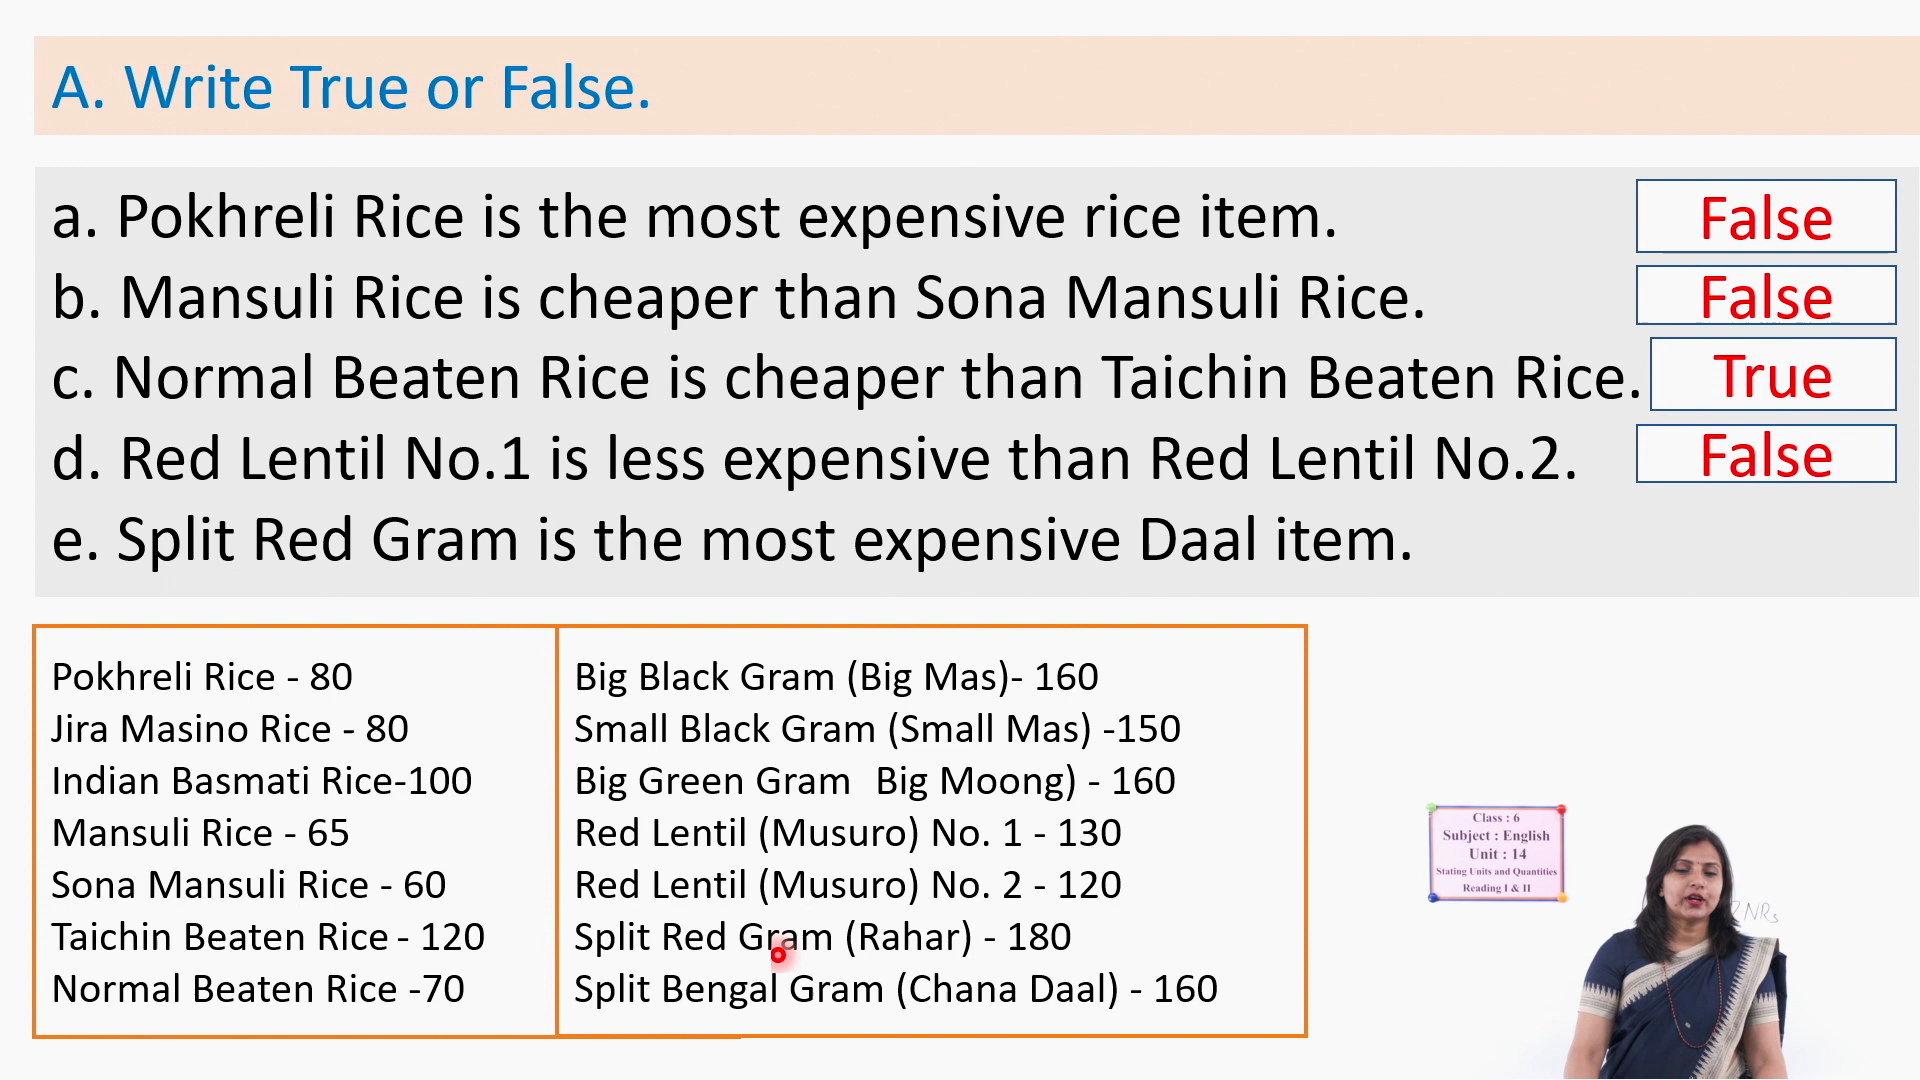 A. Write True or False.
a. Pokhreli Rice is the most expensive rice item. False
b. Mansuli Rice is cheaper than Sona Mansuli Rice. False
c. Normal Beaten Rice is cheaper than Taichin Beaten Rice. True
d. Red Lentil No.1 is less expensive than Red Lentil No.2. False
e. Split Red Gram is the most expensive Daal item.
Pokhreli Rice - 80
Jira Masino Rice - 80
Indian Basmati Rice-100
Mansuli Rice - 65
Sona Mansuli Rice - 60
Taichin Beaten Rice - 120
Normal Beaten Rice -70
Big Black Gram (Big Mas)- 160
Small Black Gram (Small Mas) -150
Big Green Gram Big Moong) - 160
Red Lentil (Musuro) No. 1 - 130
Red Lentil (Musuro) No. 2 - 120
Split Red Gram (Rahar) - 180
Split Bengal Gram (Chana Daal) - 160
Class : 6
Subject : English
Unit : 14
Stating Units and Quantities
Reading I & II